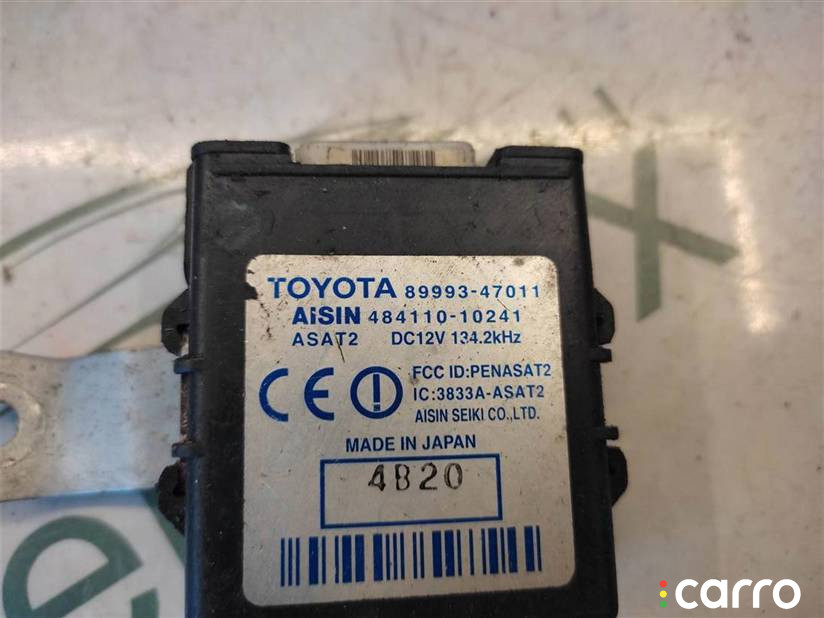 TOYOTA 89993-47011
AiSIN 484110-10241
ASAT2 DC12V 134.2kHz
CE
FCC ID:PENASAT2
IC:3833A-ASAT2
AISIN SEIKI CO.,LTD.
MADE IN JAPAN
4B20
carro